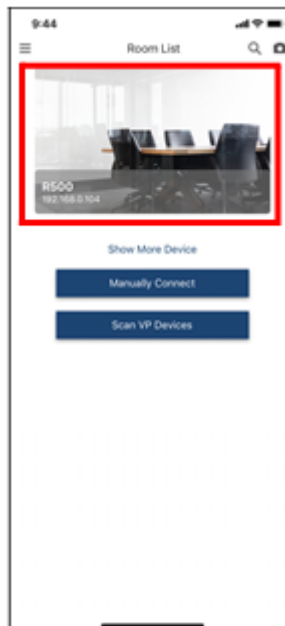 9:44
Room List
R500
192.168.0.104
Show More Device
Manually Connect
Scan VP Devices